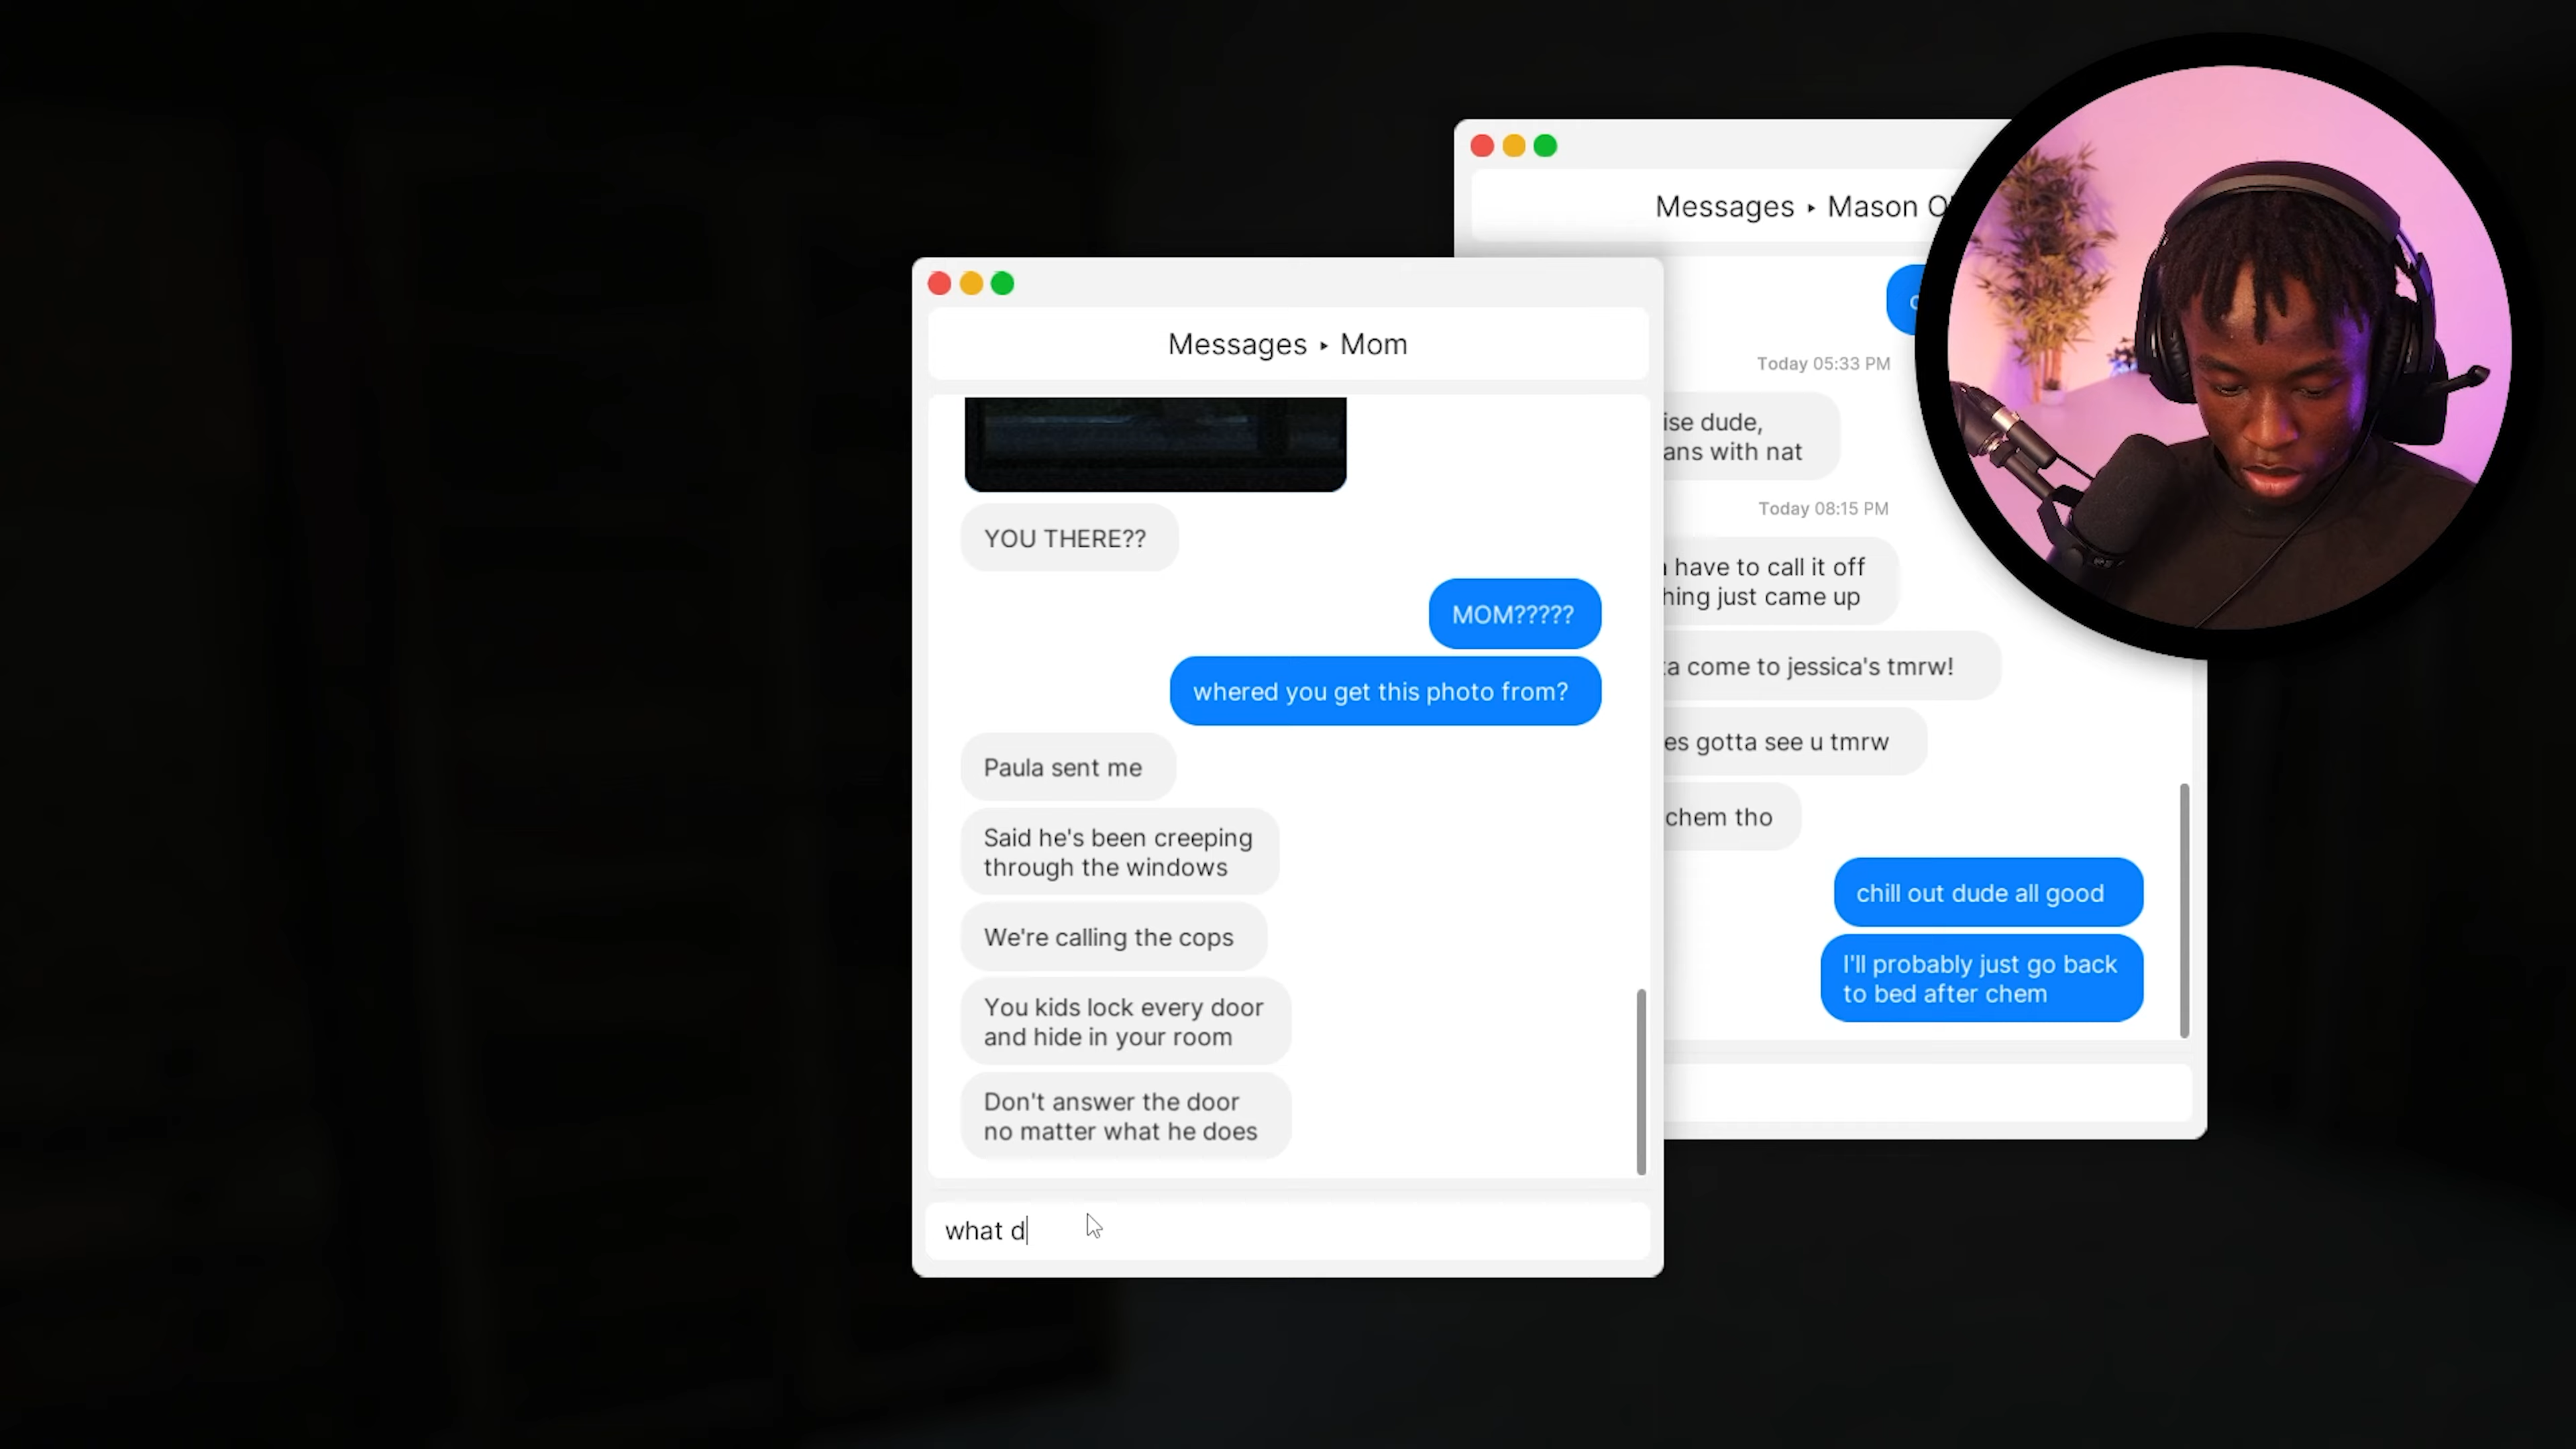 Messages ▸ Mom
YOU THERE??
MOM?????
whered you get this photo from?
Paula sent me
Said he's been creeping
through the windows
We're calling the cops
You kids lock every door
and hide in your room
Don't answer the door
no matter what he does
what d
Messages ▸ Mason
Today 05:33 PM
dude,
with nat
Today 08:15 PM
have to call it off
just came up
come to jessica's tmrw!
gotta see u tmrw
chem tho
chill out dude all good
I'll probably just go back
to bed after chem